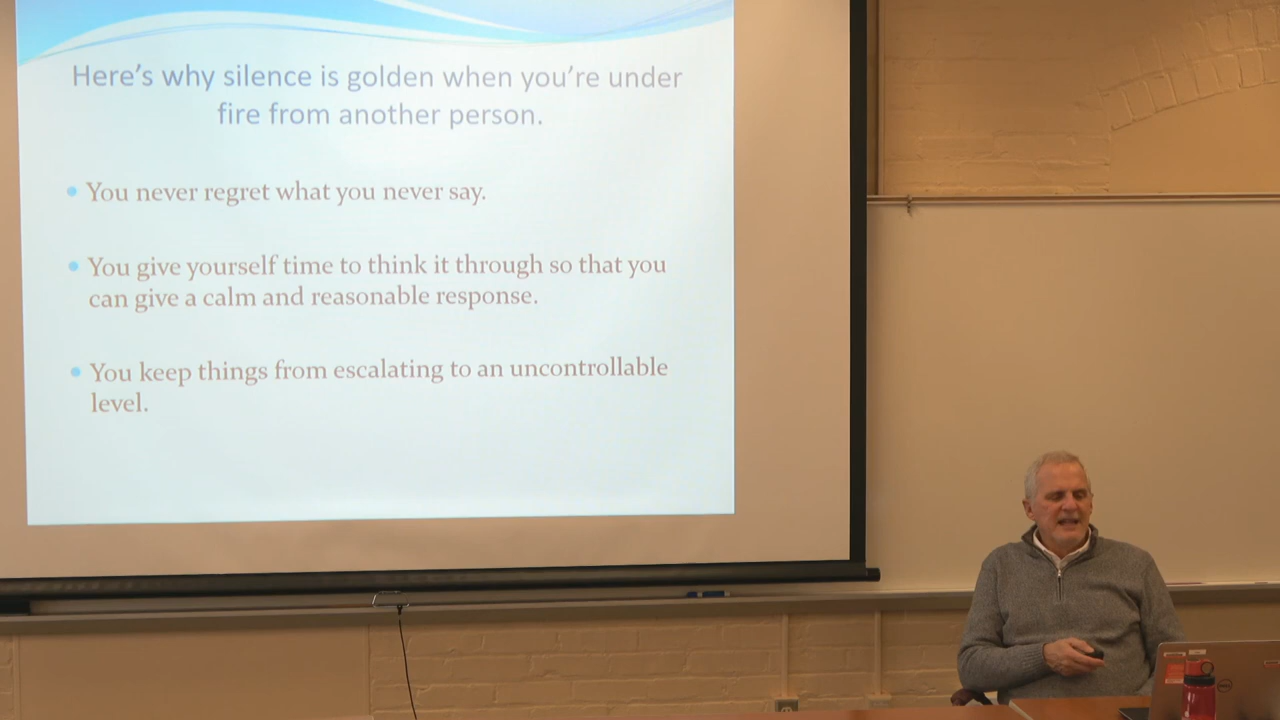 Here's why silence is golden when you're under
fire from another person.
You never regret what you never say.
You give yourself time to think it through so that you
can give a calm and reasonable response.
You keep things from escalating to an uncontrollable
level.